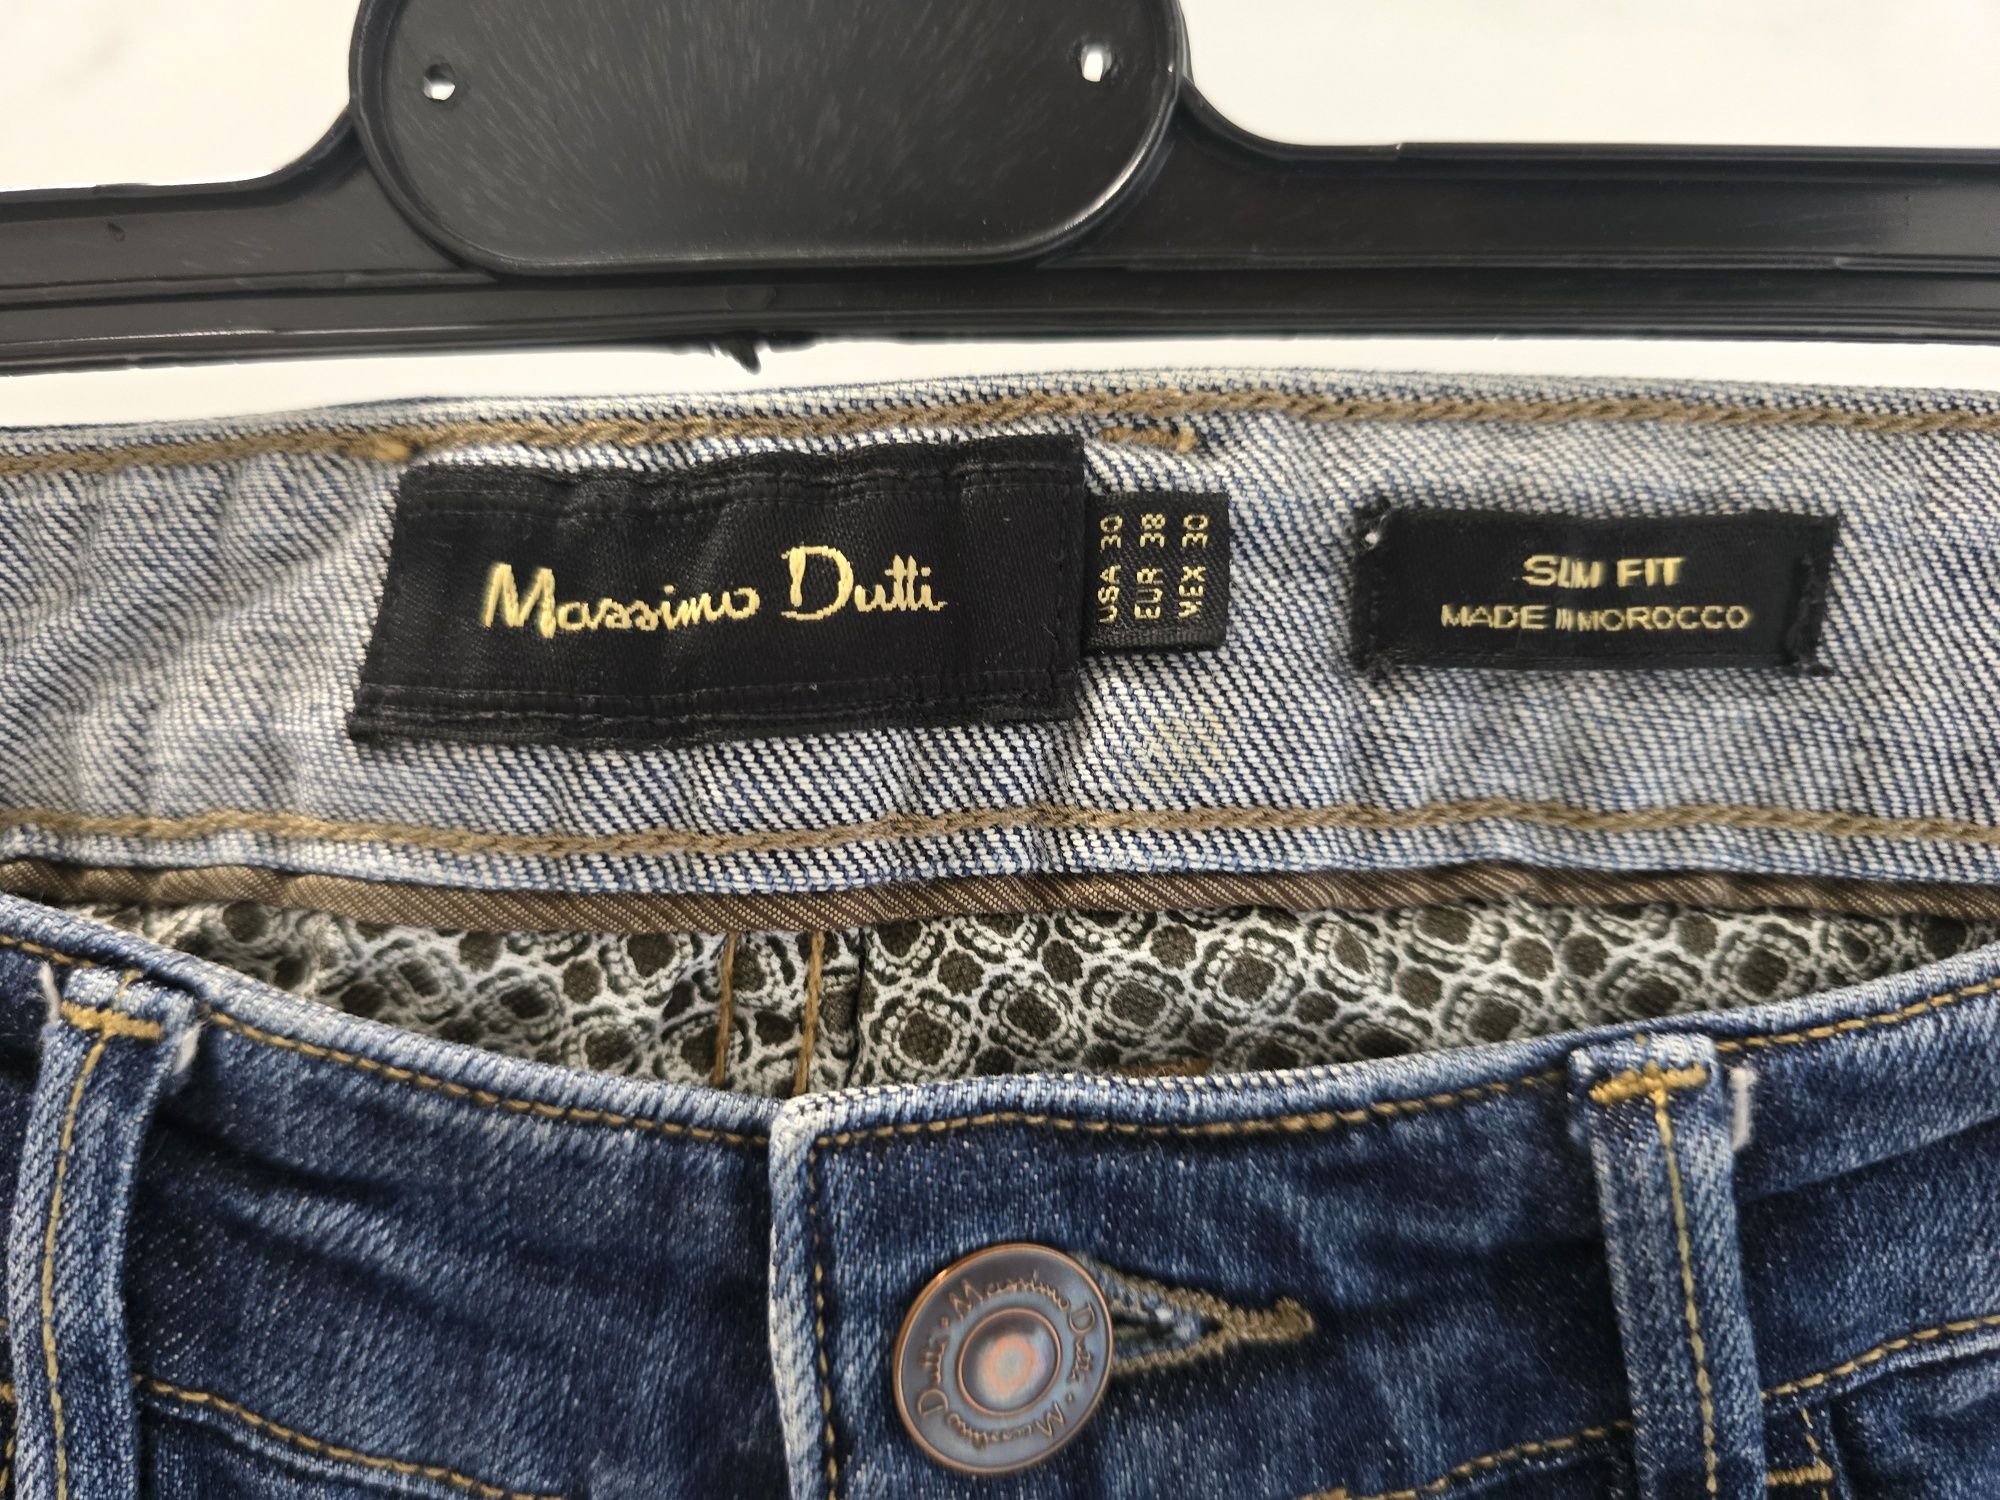 Massimo Dutti
USA 30
EUR 38
MEX 30
SLIM FIT
MADE IN MOROCCO
Massimo Dutti · Massimo Dutti ·